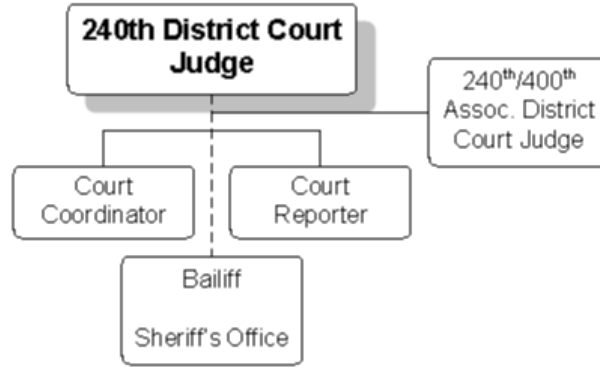 240th District Court
Judge
240th/400th
Assoc. District
Court Judge
Court
Coordinator
Court
Reporter
Bailiff
Sheriff's Office